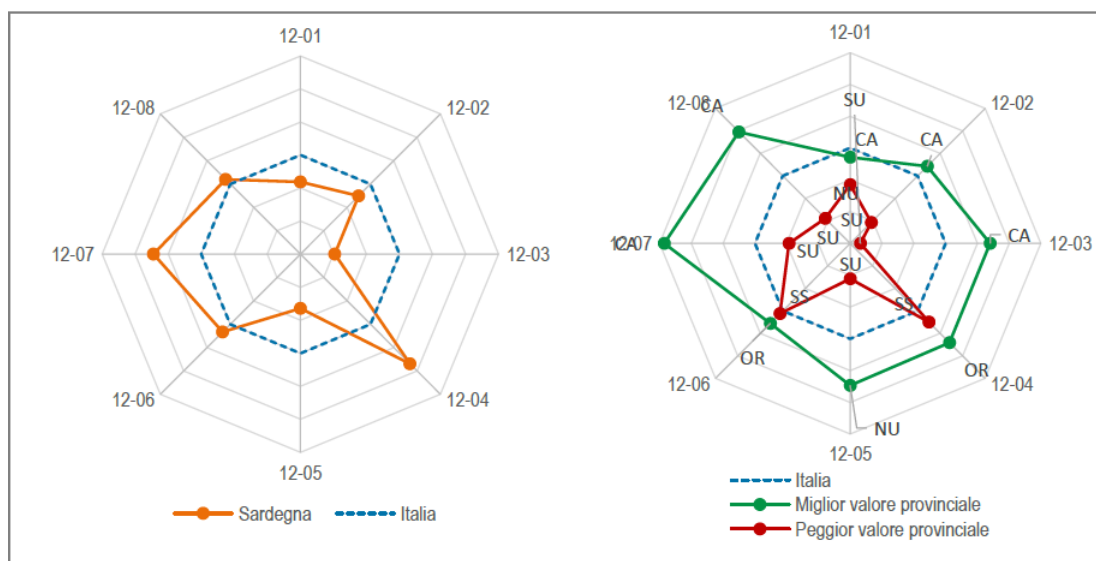 12-01
12-02
12-03
12-04
12-05
12-06
12-07
12-08
Sardegna
Italia
12-01
12-02
12-03
12-04
12-05
12-06
12-07
12-08
SU
CA
CA
CA
CA
CA
NU
SU
SU
SU
SU
SS
SS
OR
OR
NU
Italia
Miglior valore provinciale
Peggior valore provinciale